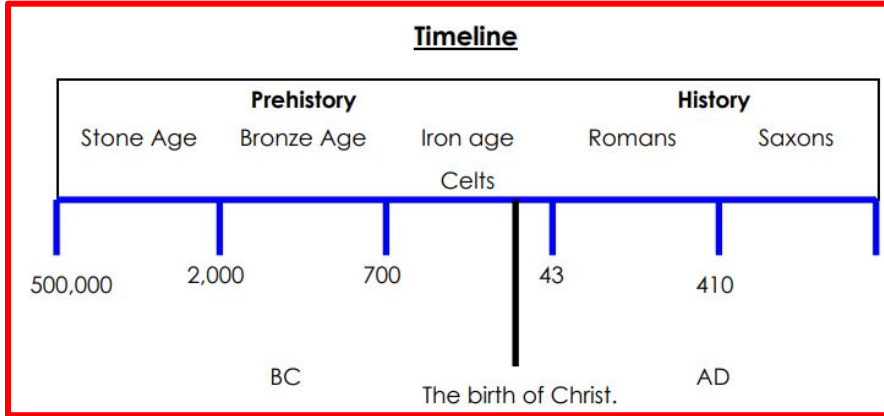 Timeline
Prehistory History
Stone Age Bronze Age Iron age Romans Saxons
Celts
500,000 2,000 700 43 410
BC The birth of Christ. AD